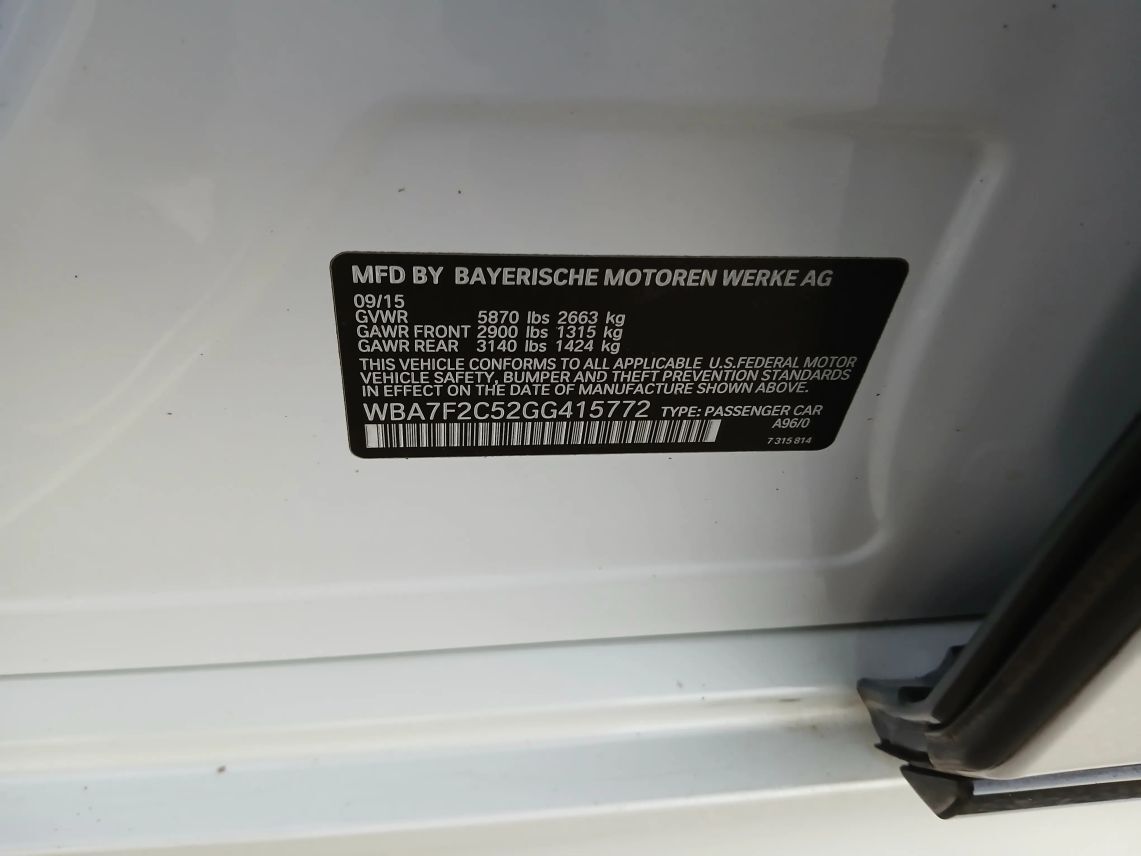 MFD BY BAYERISCHE MOTOREN WERKE AG
09/15
GVWR 5870 lbs 2663 kg
GAWR FRONT 2900 lbs 1315 kg
GAWR REAR 3140 lbs 1424 kg
THIS VEHICLE CONFORMS TO ALL APPLICABLE U.S.FEDERAL MOTOR
VEHICLE SAFETY, BUMPER AND THEFT PREVENTION STANDARDS
IN EFFECT ON THE DATE OF MANUFACTURE SHOWN ABOVE.
WBA7F2C52GG415772 TYPE: PASSENGER CAR
A96/0
7 315 814